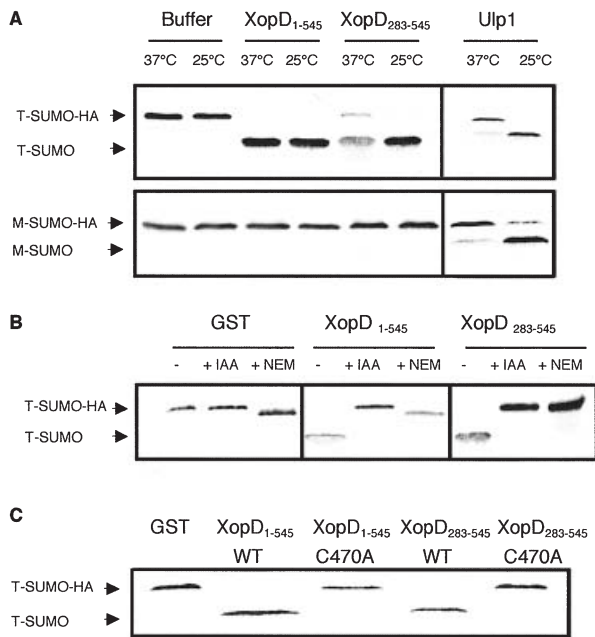 A
Buffer XopD1-545 XopD283-545 Ulp1
37°C 25°C 37°C 25°C 37°C 25°C 37°C 25°C
T-SUMO-HA
T-SUMO
M-SUMO-HA
M-SUMO
B
GST XopD 1-545 XopD 283-545
- + IAA + NEM - + IAA + NEM - + IAA + NEM
T-SUMO-HA
T-SUMO
C
GST XopD1-545 XopD1-545 XopD283-545 XopD283-545
WT C470A WT C470A
T-SUMO-HA
T-SUMO